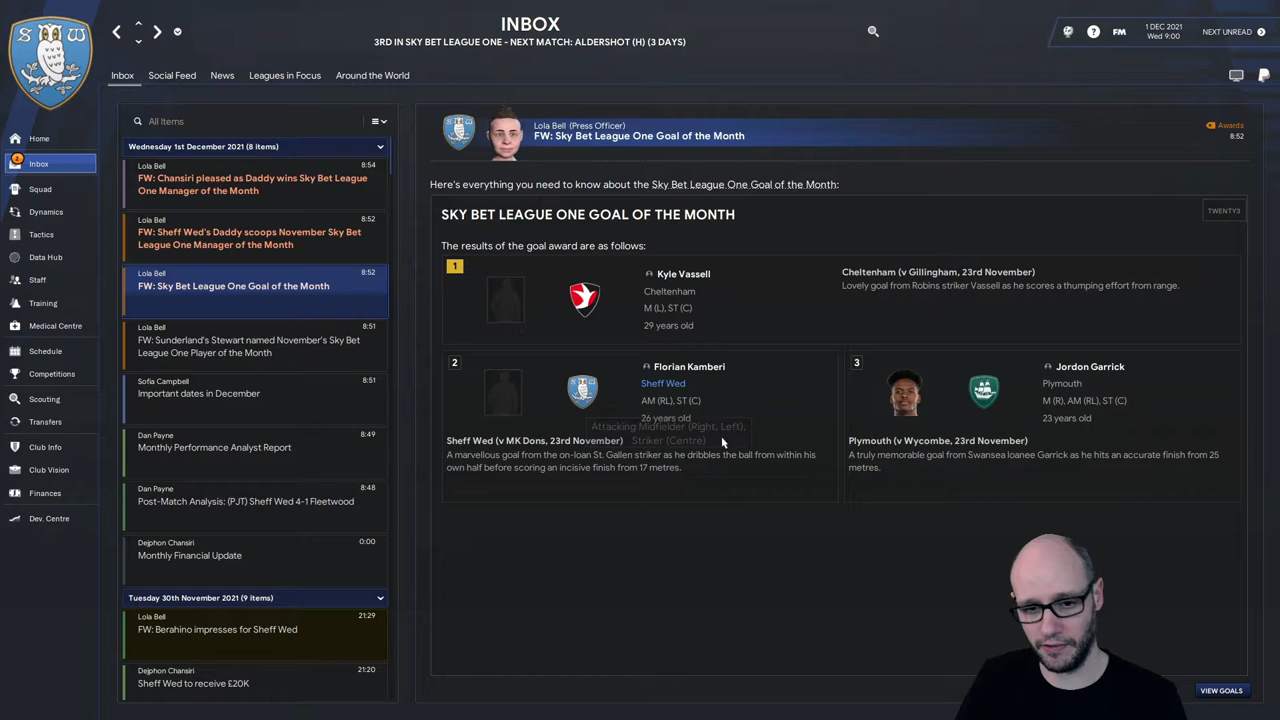 S W
INBOX
3RD IN SKY BET LEAGUE ONE - NEXT MATCH: ALDERSHOT (H) (3 DAYS)
?
FM
1 DEC 2021
Wed 9:00
NEXT UNREAD
Inbox
Social Feed
News
Leagues in Focus
Around the World
Home
2
Inbox
Squad
Dynamics
Tactics
Data Hub
Staff
Training
Medical Centre
Schedule
Competitions
Scouting
Transfers
Club Info
Club Vision
Finances
Dev. Centre
All Items
Wednesday 1st December 2021 (8 items)
Lola Bell 8:54
FW: Chansiri pleased as Daddy wins Sky Bet League
One Manager of the Month
Lola Bell 8:52
FW: Sheff Wed's Daddy scoops November Sky Bet
League One Manager of the Month
Lola Bell 8:52
FW: Sky Bet League One Goal of the Month
Lola Bell 8:51
FW: Sunderland's Stewart named November's Sky Bet
League One Player of the Month
Sofia Campbell 8:51
Important dates in December
Dan Payne 8:49
Monthly Performance Analyst Report
Dan Payne 8:48
Post-Match Analysis: (PJT) Sheff Wed 4-1 Fleetwood
Dejphon Chansiri 0:00
Monthly Financial Update
Tuesday 30th November 2021 (9 items)
Lola Bell 21:29
FW: Berahino impresses for Sheff Wed
Dejphon Chansiri 21:20
Sheff Wed to receive £20K
Lola Bell (Press Officer)
FW: Sky Bet League One Goal of the Month
Awards
8:52
Here's everything you need to know about the Sky Bet League One Goal of the Month:
SKY BET LEAGUE ONE GOAL OF THE MONTH
TWENTY3
The results of the goal award are as follows:
1
Kyle Vassell
Cheltenham
M (L), ST (C)
29 years old
Cheltenham (v Gillingham, 23rd November)
Lovely goal from Robins striker Vassell as he scores a thumping effort from range.
2
Florian Kamberi
Sheff Wed
AM (RL), ST (C)
26 years old
Attacking Midfielder (Right, Left),
Striker (Centre)
Sheff Wed (v MK Dons, 23rd November)
A marvellous goal from the on-loan St. Gallen striker as he dribbles the ball from within his
own half before scoring an incisive finish from 17 metres.
3
Jordon Garrick
Plymouth
M (R), AM (RL), ST (C)
23 years old
Plymouth (v Wycombe, 23rd November)
A truly memorable goal from Swansea loanee Garrick as he hits an accurate finish from 25
metres.
VIEW GOALS